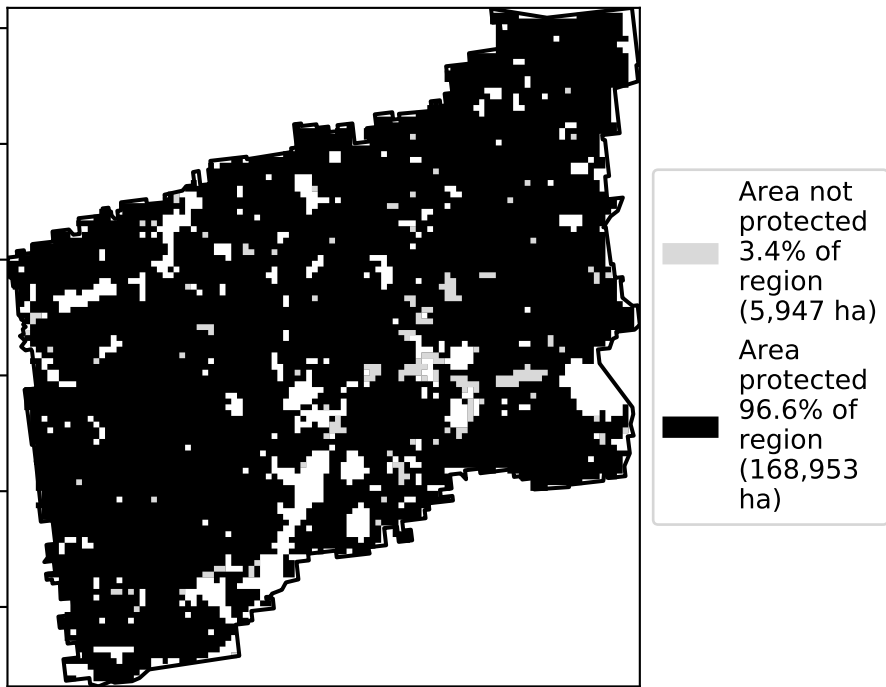 Area not
protected
3.4% of
region
(5,947 ha)
Area
protected
96.6% of
region
(168,953
ha)